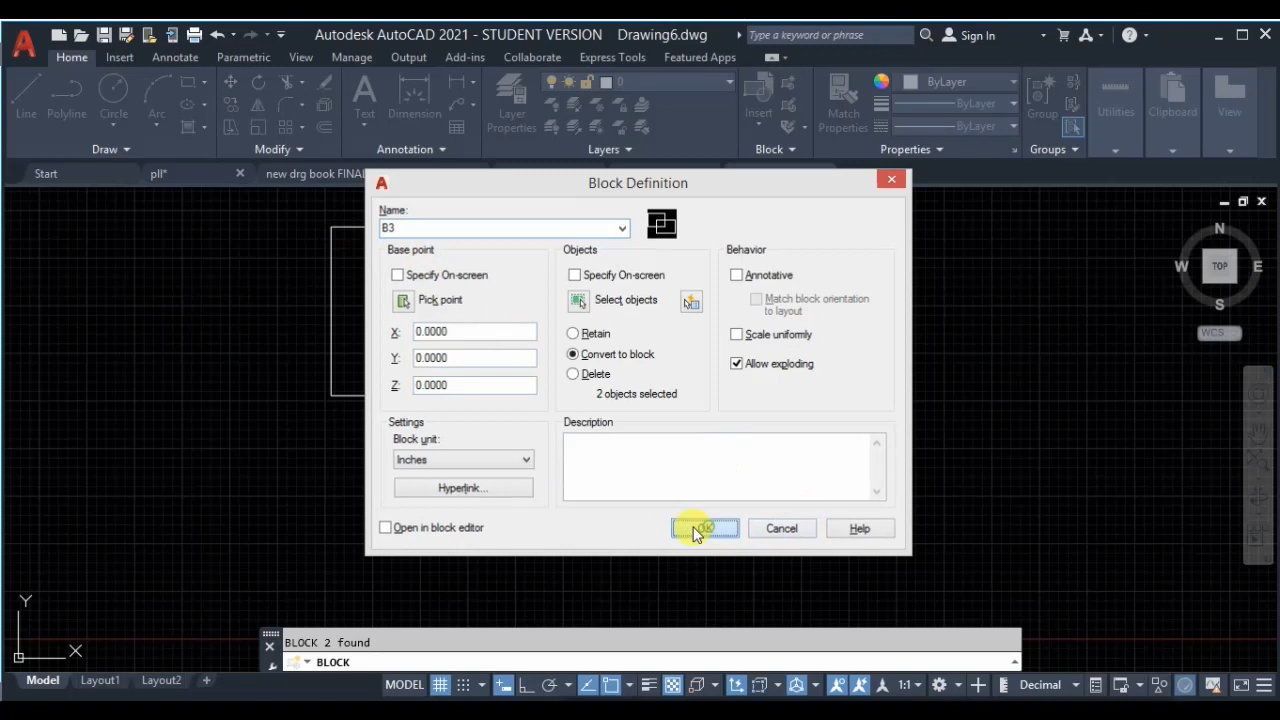 Autodesk AutoCAD 2021 - STUDENT VERSION Drawing6.dwg Type a keyword or phrase Sign In
Home Insert Annotate Parametric View Manage Output Add-ins Collaborate Express Tools Featured Apps
0 ByLayer
Line Polyline Circle Arc Text Dimension Layer Properties Insert Match Properties ByLayer Group Utilities Clipboard View
ByLayer
Draw Modify Annotation Layers Block Properties Groups
Start pll* new drg book FINAL
Block Definition
Name:
B3
Base point Objects Behavior
Specify On-screen Specify On-screen Annotative
Pick point Select objects Match block orientation
to layout
X: 0.0000 Retain Scale uniformly
Y: 0.0000 Convert to block Allow exploding
Z: 0.0000 Delete
2 objects selected
Settings Description
Block unit:
Inches
Hyperlink...
Open in block editor OK Cancel Help
N
W TOP E
S
WCS
Y
X
BLOCK 2 found
BLOCK
Model Layout1 Layout2 + MODEL 1:1 Decimal